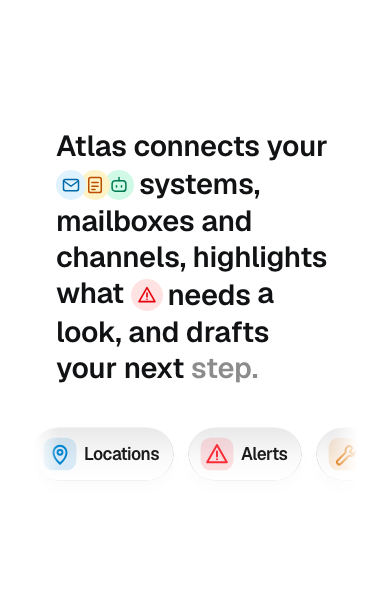 Atlas connects your
systems,
mailboxes and
channels, highlights
what needs a
look, and drafts
your next step.
Locations
Alerts